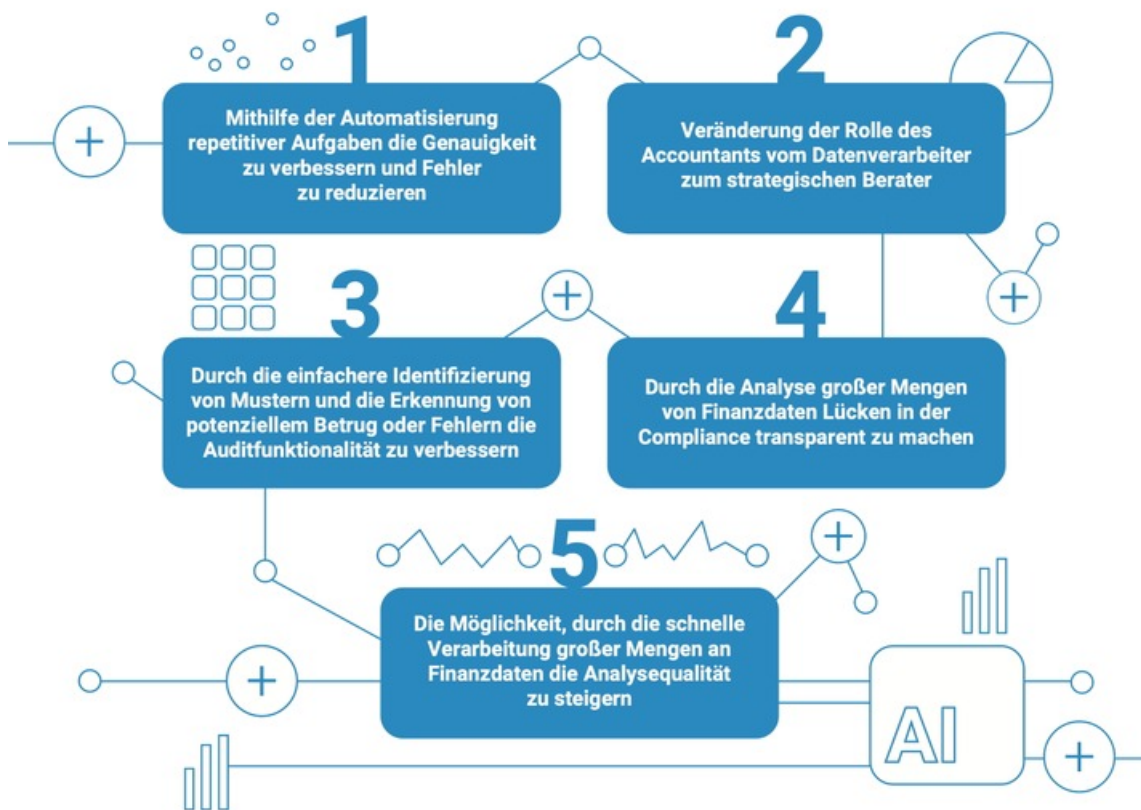 1
Mithilfe der Automatisierung
repetitiver Aufgaben die Genauigkeit
zu verbessern und Fehler
zu reduzieren
2
Veränderung der Rolle des
Accountants vom Datenverarbeiter
zum strategischen Berater
3
Durch die einfachere Identifizierung
von Mustern und die Erkennung von
potenziellem Betrug oder Fehlern die
Auditfunktionalität zu verbessern
4
Durch die Analyse großer Mengen
von Finanzdaten Lücken in der
Compliance transparent zu machen
5
Die Möglichkeit, durch die schnelle
Verarbeitung großer Mengen an
Finanzdaten die Analysequalität
zu steigern
AI